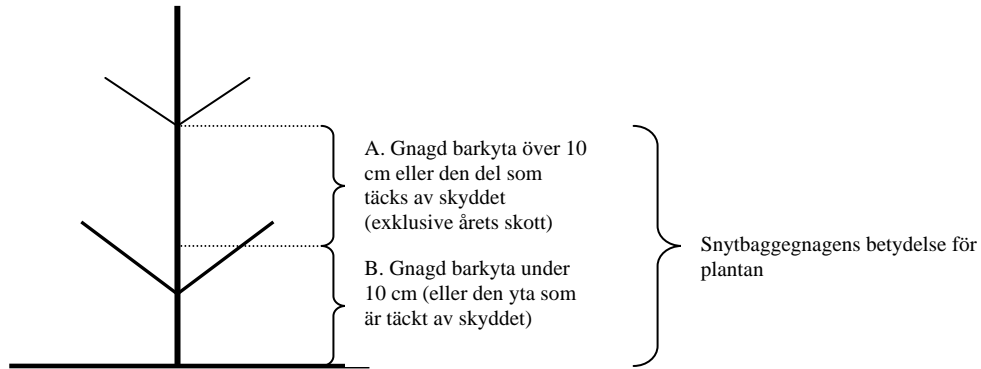 A. Gnagd barkyta över 10
cm eller den del som
täcks av skyddet
(exklusive årets skott)
B. Gnagd barkyta under
10 cm (eller den yta som
är täckt av skyddet)
Snytbaggegnagens betydelse för
plantan